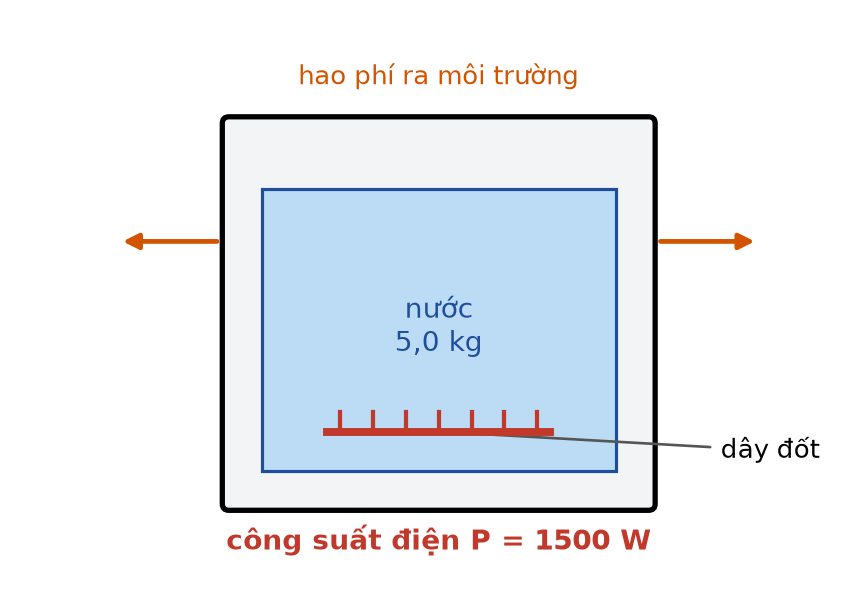 hao phí ra môi trường
nước
5,0 kg
dây đốt
công suất điện P = 1500 W